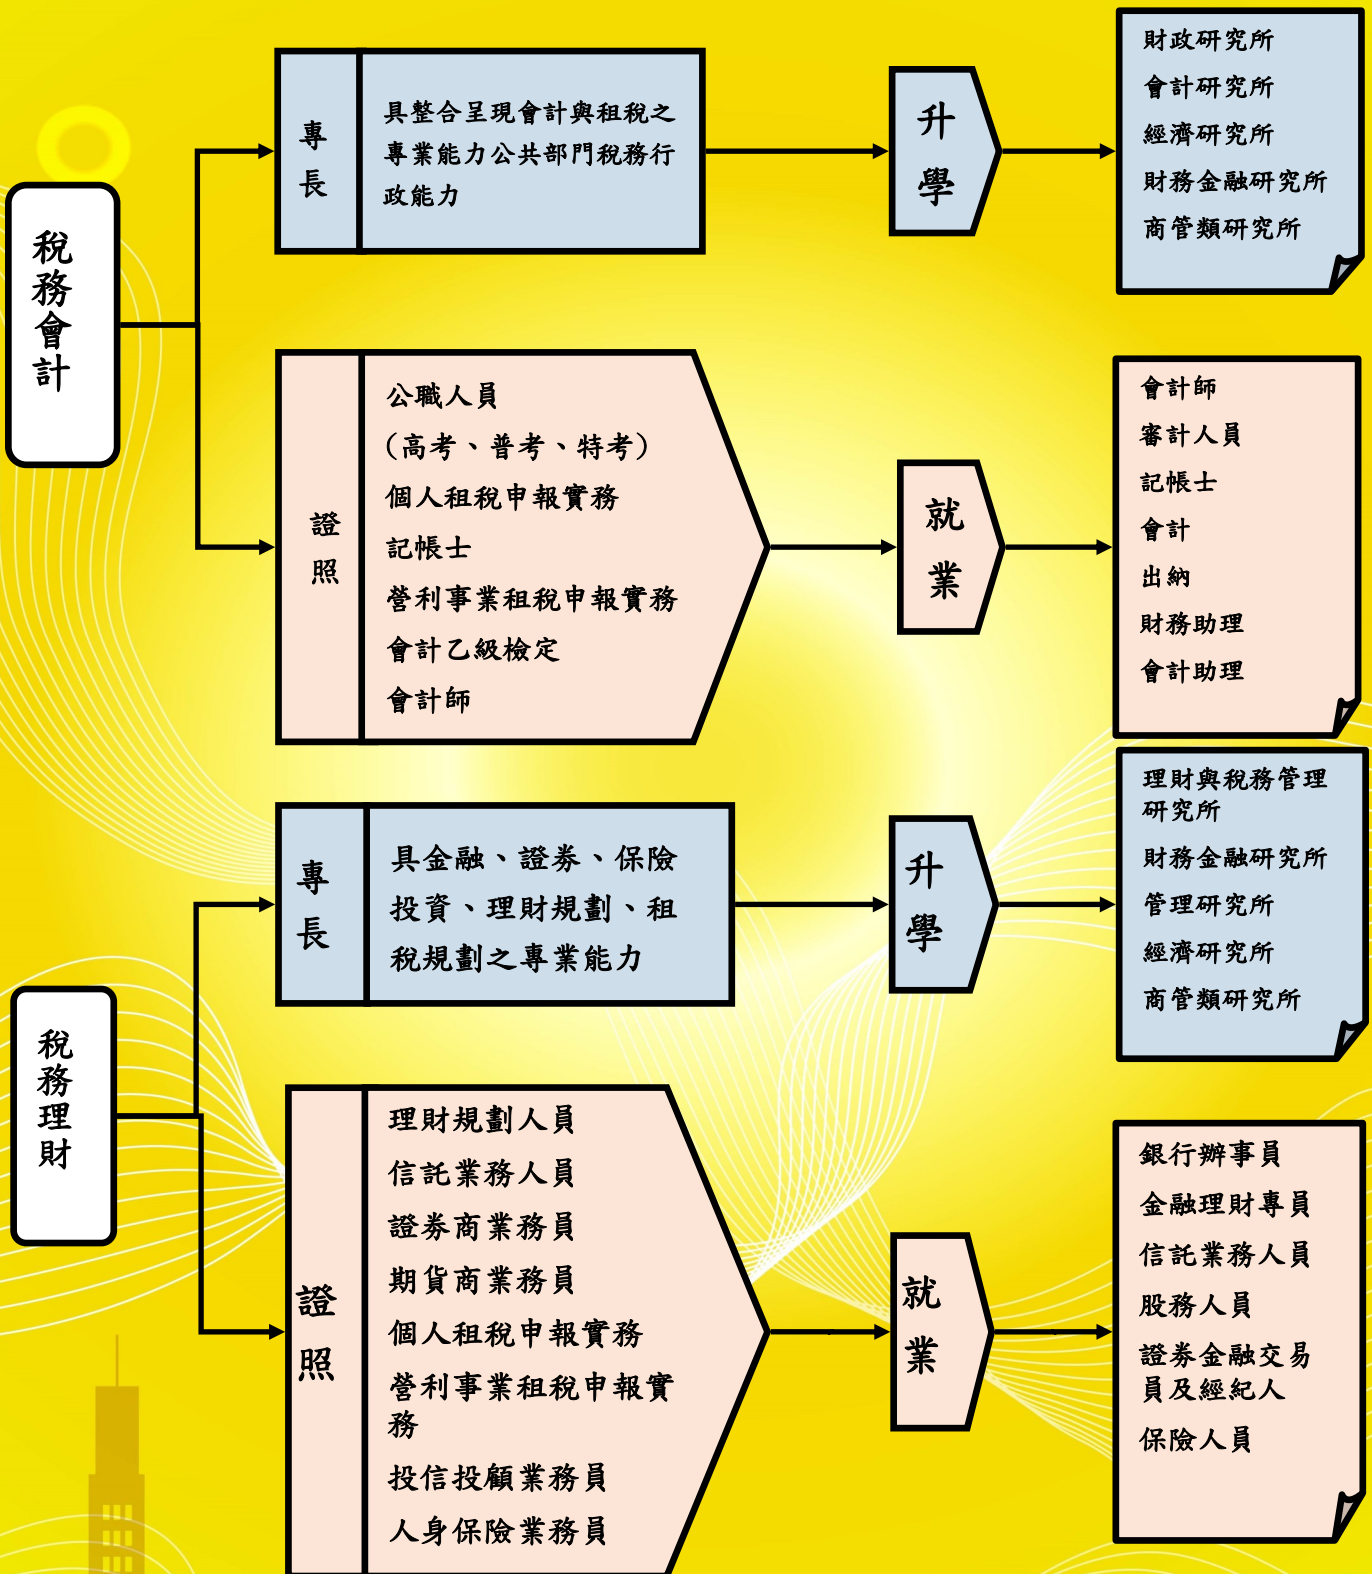 稅務會計
專長
具整合呈現會計與租稅之
專業能力公共部門稅務行
政能力
升學
財政研究所
會計研究所
經濟研究所
財務金融研究所
商管類研究所
證照
公職人員
(高考、普考、特考)
個人租稅申報實務
記帳士
營利事業租稅申報實務
會計乙級檢定
會計師
就業
會計師
審計人員
記帳士
會計
出納
財務助理
會計助理
稅務理財
專長
具金融、證券、保險
投資、理財規劃、租
稅規劃之專業能力
升學
理財與稅務管理
研究所
財務金融研究所
管理研究所
經濟研究所
商管類研究所
證照
理財規劃人員
信託業務人員
證券商業務員
期貨商業務員
個人租稅申報實務
營利事業租稅申報實
務
投信投顧業務員
人身保險業務員
就業
銀行辦事員
金融理財專員
信託業務人員
股務人員
證券金融交易
員及經紀人
保險人員